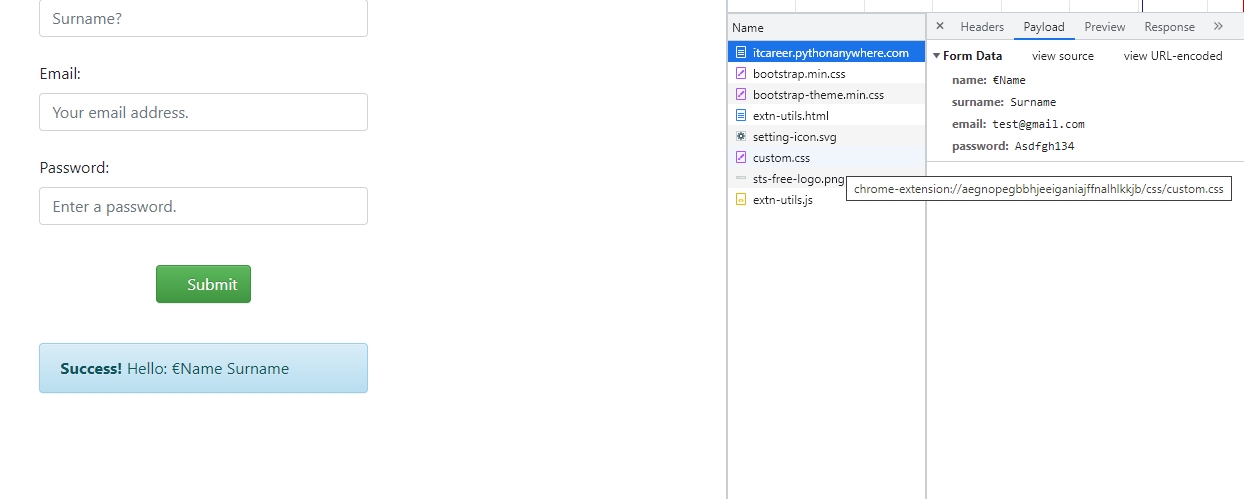 Surname?
Email:
Your email address.
Password:
Enter a password.
Submit
Success! Hello: €Name Surname
Name
itcareer.pythonanywhere.com
bootstrap.min.css
bootstrap-theme.min.css
extn-utils.html
setting-icon.svg
custom.css
sts-free-logo.png
extn-utils.js
× Headers Payload Preview Response »
Form Data view source view URL-encoded
name: €Name
surname: Surname
email: test@gmail.com
password: Asdfgh134
chrome-extension://aegnopegbbhjeeiganiajffnalhlkkjb/css/custom.css